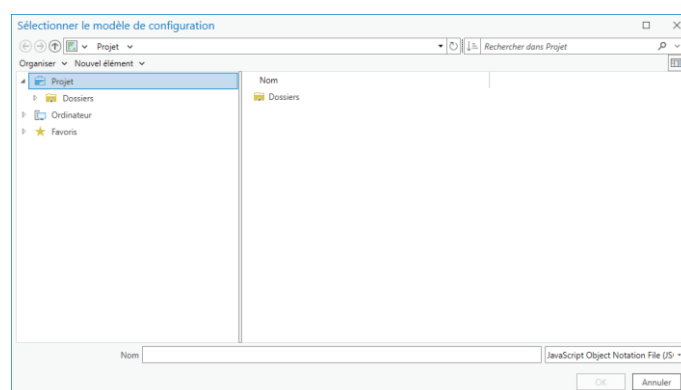 Sélectionner le modèle de configuration
Projet
Rechercher dans Projet
Organiser Nouvel élément
Projet
Dossiers
Ordinateur
Favoris
Nom
Dossiers
Nom
JavaScript Object Notation File (JS
OK Annuler